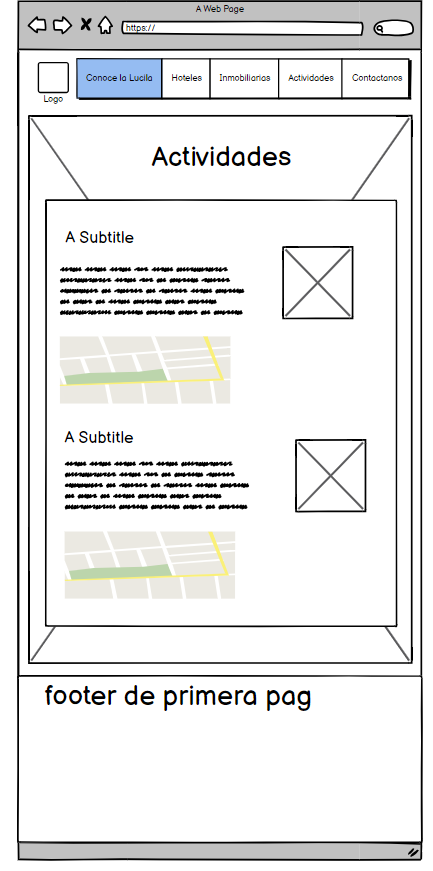 A Web Page
https://
Logo
Conoce la Lucila
Hoteles
Inmobiliarias
Actividades
Contactanos
Actividades
A Subtitle
A Subtitle
footer de primera pag